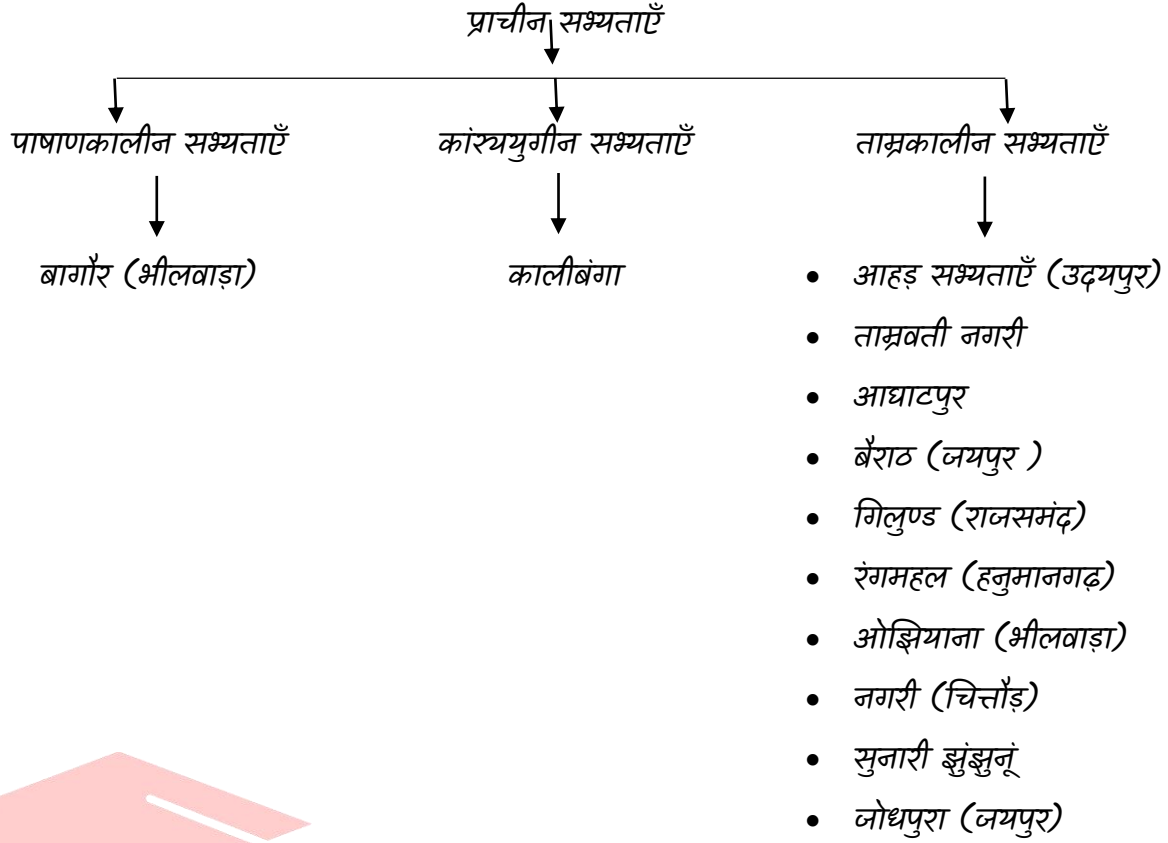 प्राचीन सभ्यताएँ
पाषाणकालीन सभ्यताएँ
कांस्ययुगीन सभ्यताएँ
ताम्रकालीन सभ्यताएँ
बागौर (भीलवाड़ा)
कालीबंगा
• आहड़ सभ्यताएँ (उदयपुर)
• ताम्रवती नगरी
• आघाटपुर
• बैराठ (जयपुर )
• गिलुण्ड (राजसमंद)
• रंगमहल (हनुमानगढ़)
• ओझियाना (भीलवाड़ा)
• नगरी (चित्तौड़)
• सुनारी झुंझुनूं
• जोधपुरा (जयपुर)